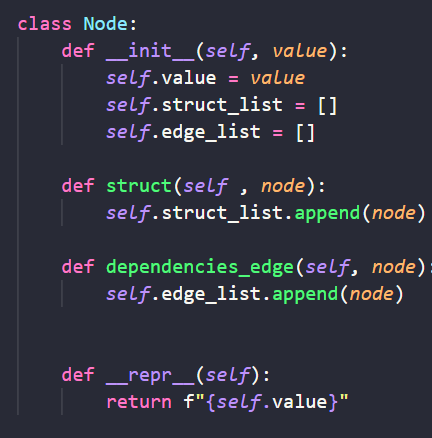 class Node:
    def __init__(self, value):
        self.value = value
        self.struct_list = []
        self.edge_list = []
    def struct(self , node):
        self.struct_list.append(node)
    def dependencies_edge(self, node):
        self.edge_list.append(node)
    def __repr__(self):
        return f"{self.value}"